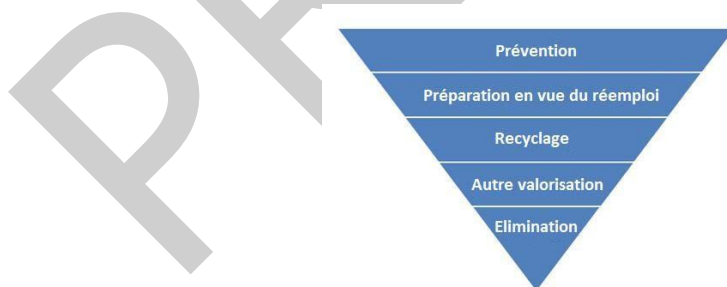 Prévention
Préparation en vue du réemploi
Recyclage
Autre valorisation
Elimination